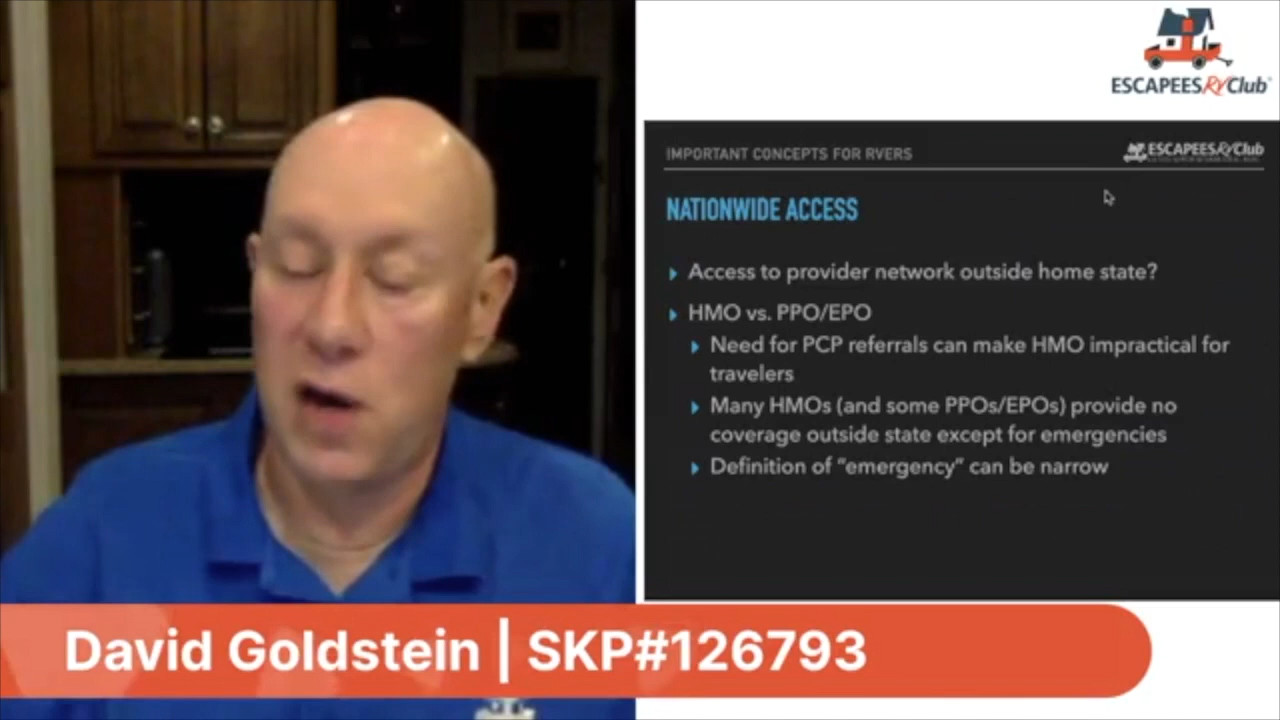 ESCAPEES RV Club
IMPORTANT CONCEPTS FOR RVERS
ESCAPEES RV Club
NATIONWIDE ACCESS
Access to provider network outside home state?
HMO vs. PPO/EPO
Need for PCP referrals can make HMO impractical for
travelers
Many HMOs (and some PPOs/EPOs) provide no
coverage outside state except for emergencies
Definition of “emergency” can be narrow
David Goldstein | SKP#126793